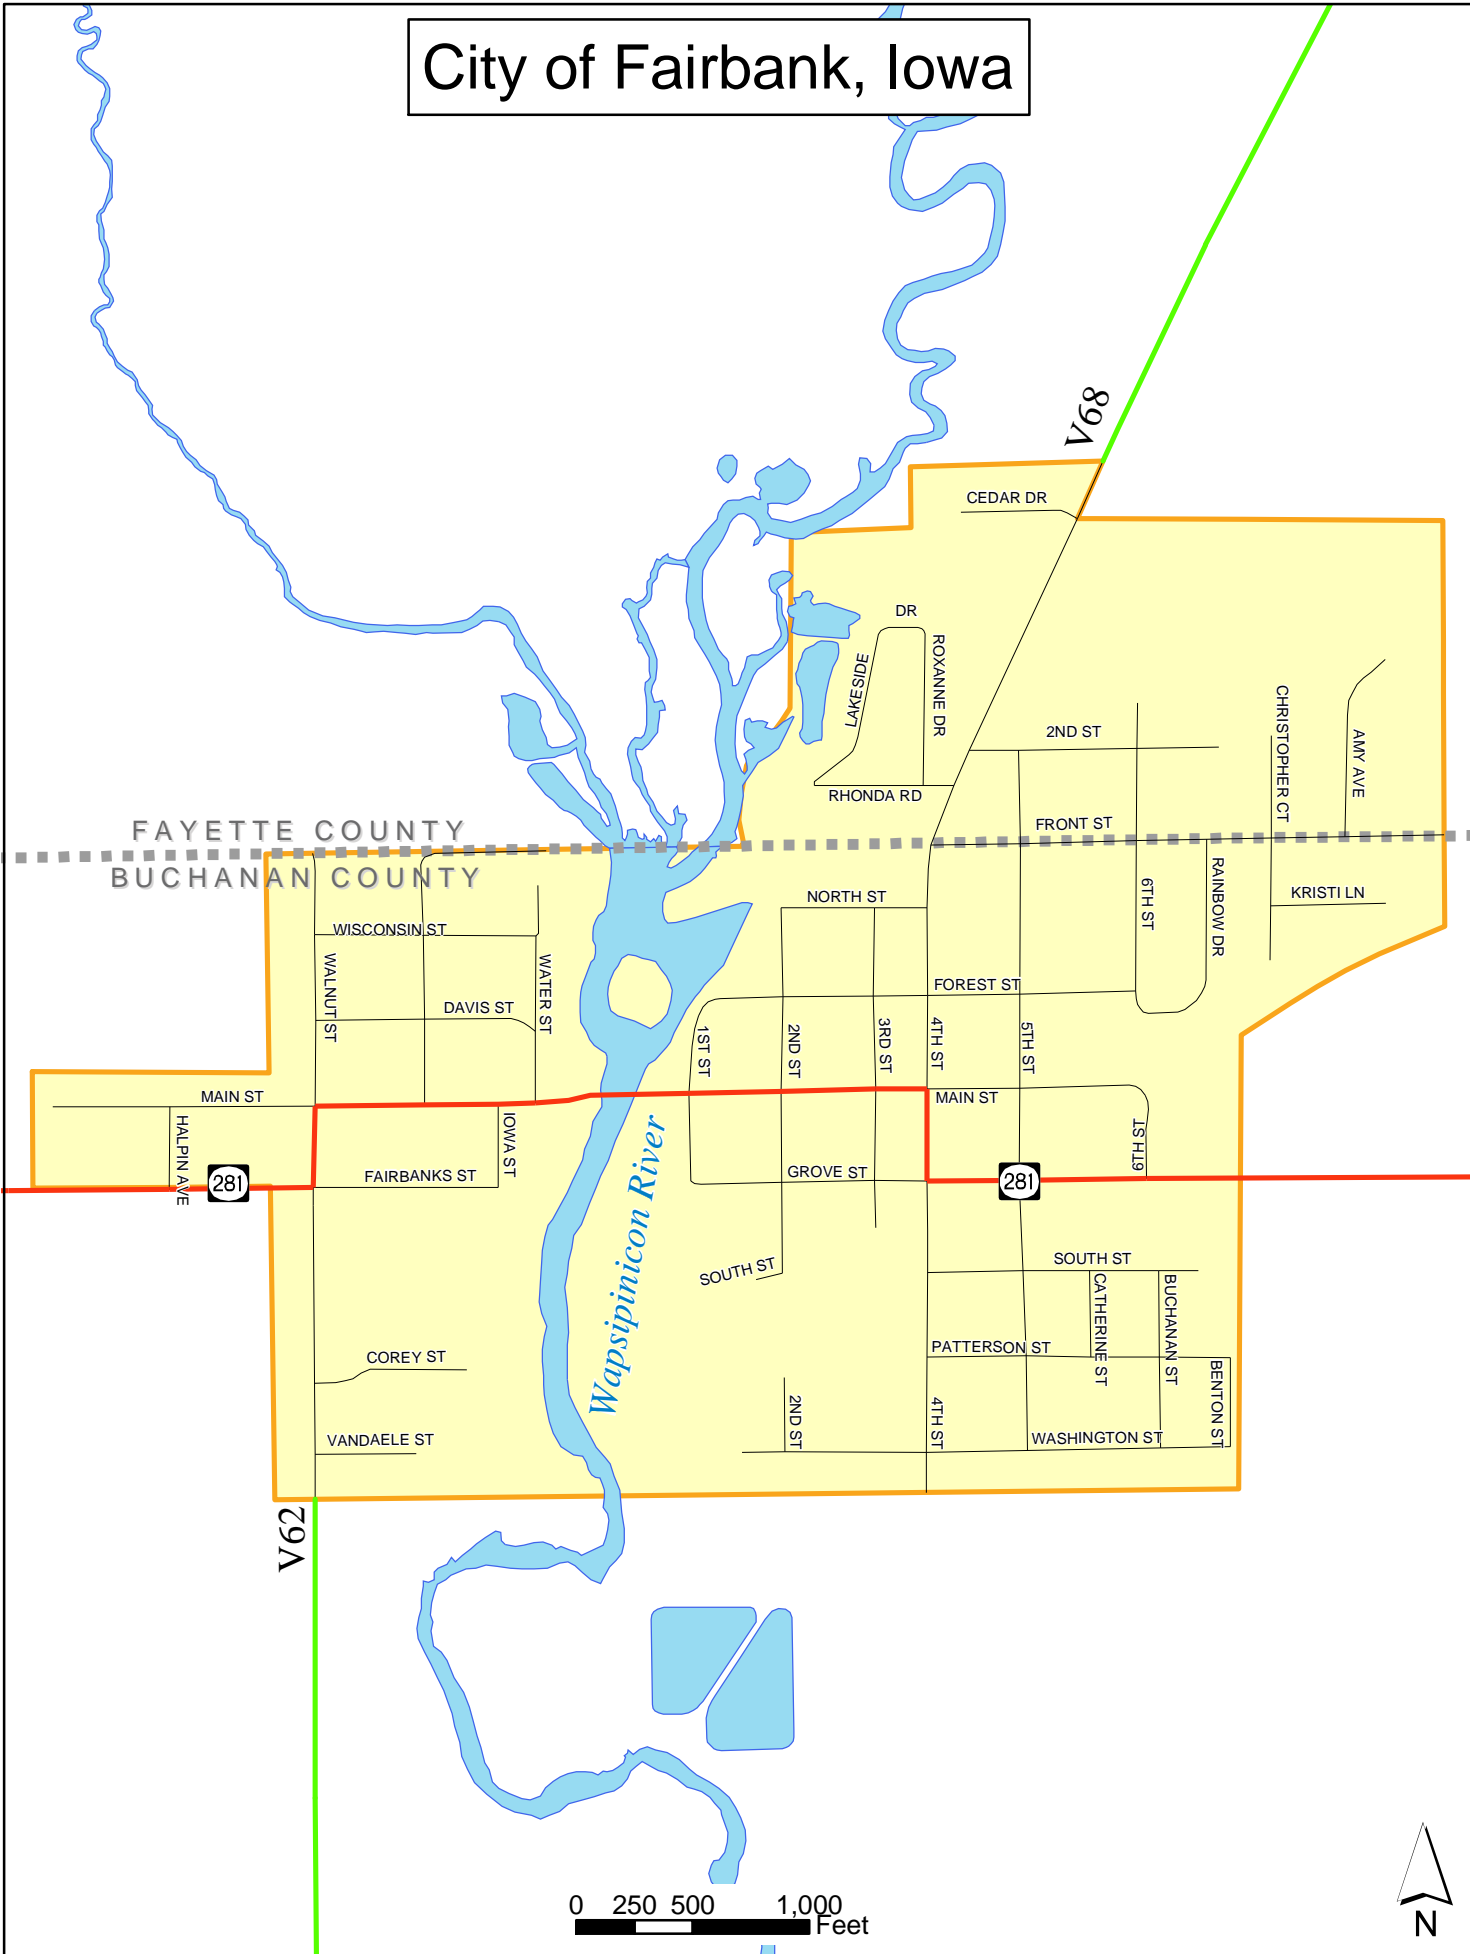 City of Fairbank, Iowa
V68
CEDAR DR
DR
ROXANNE DR
LAKESIDE
CHRISTOPHER CT
2ND ST
AMY AVE
RHONDA RD
FRONT ST
FAYETTE COUNTY
BUCHANAN COUNTY
RAINBOW DR
6TH ST
KRISTI LN
NORTH ST
WISCONSIN ST
WALNUT ST
WATER ST
FOREST ST
DAVIS ST
1ST ST
2ND ST
3RD ST
4TH ST
5TH ST
MAIN ST
MAIN ST
HALPIN AVE
IOWA ST
6TH ST
281
FAIRBANKS ST
GROVE ST
281
Wapsipinicon River
SOUTH ST
SOUTH ST
CATHERINE ST
BUCHANAN ST
PATTERSON ST
COREY ST
BENTON ST
2ND ST
4TH ST
VANDAELE ST
WASHINGTON ST
V62
0 250 500 1,000
Feet
N